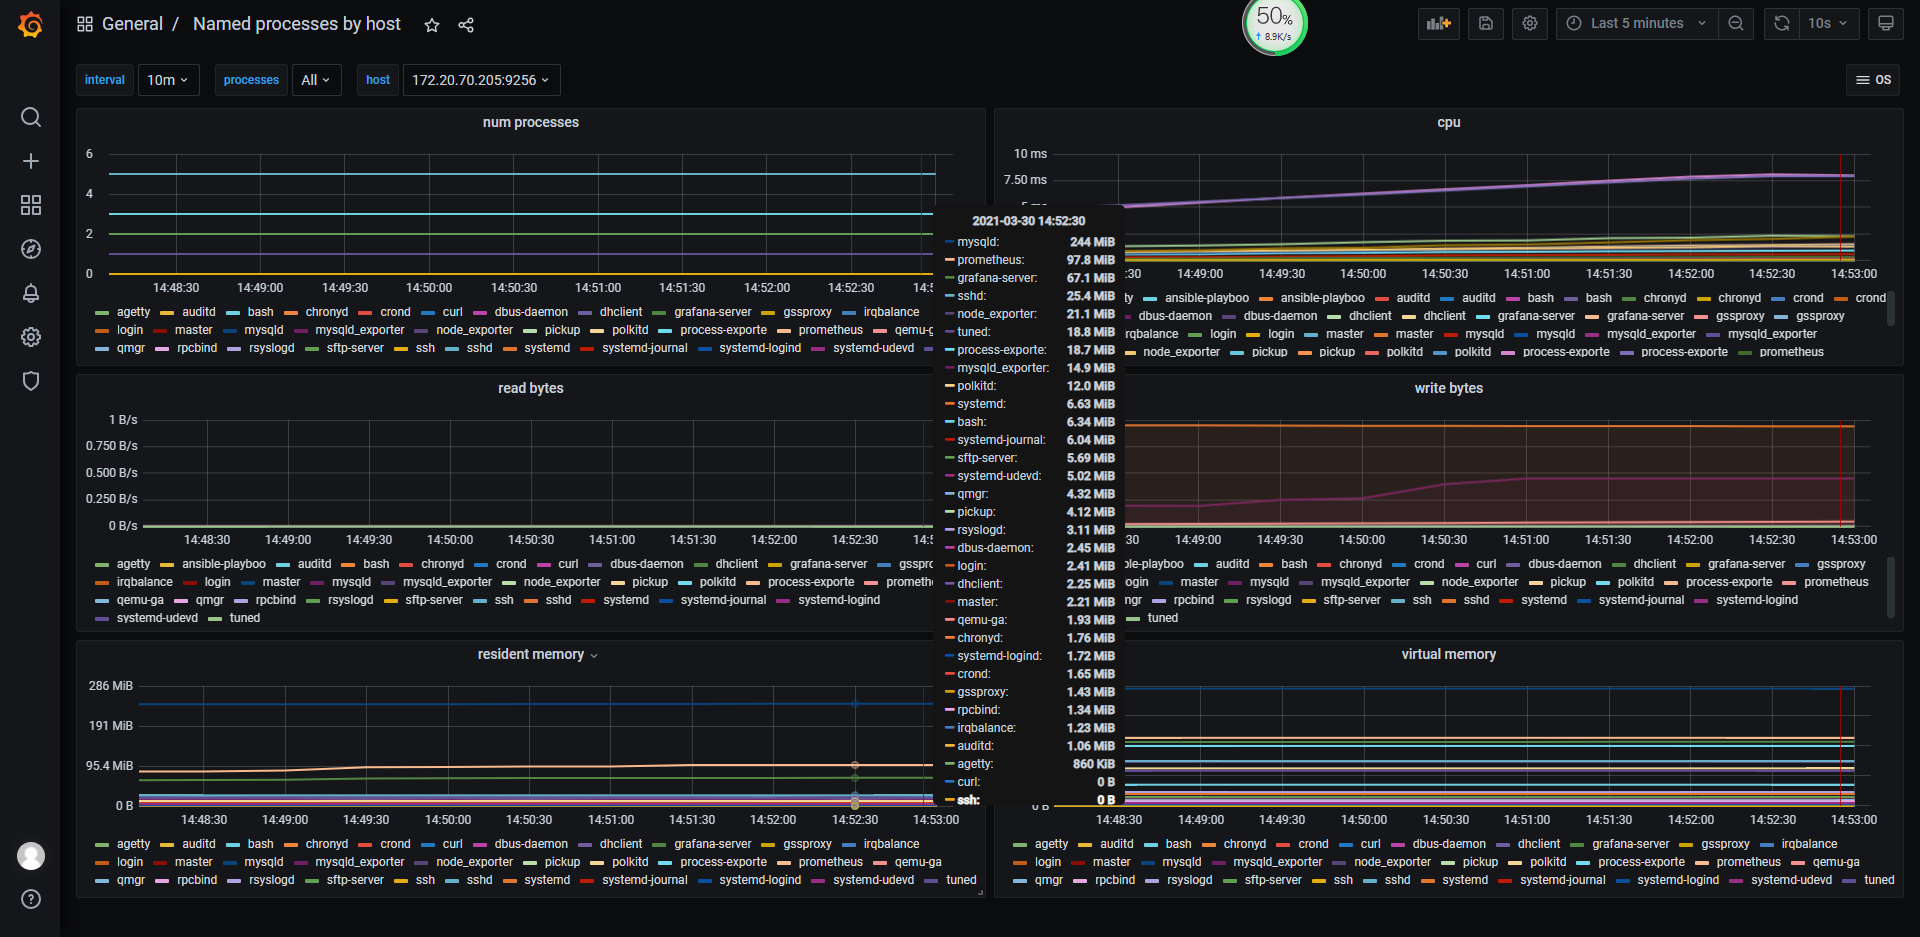 General / Named processes by host
50%
↑ 8.9K/s
Last 5 minutes
10s
interval 10m processes All host 172.20.70.205:9256
OS
num processes
6
4
2
0
14:48:30 14:49:00 14:49:30 14:50:00 14:50:30 14:51:00 14:51:30 14:52:00 14:52:30 14:5
agetty auditd bash chronyd crond curl dbus-daemon dhclient grafana-server gssproxy irqbalance
login master mysqld mysqld_exporter node_exporter pickup polkitd process-exporte prometheus qemu-g
qmgr rpcbind rsyslogd sftp-server ssh sshd systemd systemd-journal systemd-logind systemd-udevd
cpu
10 ms
7.50 ms
5 ms
:30 14:49:00 14:49:30 14:50:00 14:50:30 14:51:00 14:51:30 14:52:00 14:52:30 14:53:00
ty ansible-playboo ansible-playboo auditd auditd bash bash chronyd chronyd crond crond
dbus-daemon dbus-daemon dhclient dhclient grafana-server grafana-server gssproxy gssproxy
irqbalance login login master master mysqld mysqld mysqld_exporter mysqld_exporter
node_exporter pickup pickup polkitd polkitd process-exporte process-exporte prometheus
2021-03-30 14:52:30
mysqld: 244 MiB
prometheus: 97.8 MiB
grafana-server: 67.1 MiB
sshd: 25.4 MiB
node_exporter: 21.1 MiB
tuned: 18.8 MiB
process-exporte: 18.7 MiB
mysqld_exporter: 14.9 MiB
polkitd: 12.0 MiB
systemd: 6.63 MiB
bash: 6.34 MiB
systemd-journal: 6.04 MiB
sftp-server: 5.69 MiB
systemd-udevd: 5.02 MiB
qmgr: 4.32 MiB
pickup: 4.12 MiB
rsyslogd: 3.11 MiB
dbus-daemon: 2.45 MiB
login: 2.41 MiB
dhclient: 2.25 MiB
master: 2.21 MiB
qemu-ga: 1.93 MiB
chronyd: 1.76 MiB
systemd-logind: 1.72 MiB
crond: 1.65 MiB
gssproxy: 1.43 MiB
rpcbind: 1.34 MiB
irqbalance: 1.23 MiB
auditd: 1.06 MiB
agetty: 860 KiB
curl: 0 B
ssh: 0 B
read bytes
1 B/s
0.750 B/s
0.500 B/s
0.250 B/s
0 B/s
14:48:30 14:49:00 14:49:30 14:50:00 14:50:30 14:51:00 14:51:30 14:52:00 14:52:30
agetty ansible-playboo auditd bash chronyd crond curl dbus-daemon dhclient grafana-server gssprc
irqbalance login master mysqld mysqld_exporter node_exporter pickup polkitd process-exporte prometh
qemu-ga qmgr rpcbind rsyslogd sftp-server ssh sshd systemd systemd-journal systemd-logind
systemd-udevd tuned
write bytes
30 14:49:00 14:49:30 14:50:00 14:50:30 14:51:00 14:51:30 14:52:00 14:52:30 14:53:00
ble-playboo auditd bash chronyd crond curl dbus-daemon dhclient grafana-server gssproxy
login master mysqld mysqld_exporter node_exporter pickup polkitd process-exporte prometheus
mgr rpcbind rsyslogd sftp-server ssh sshd systemd systemd-journal systemd-logind
tuned
resident memory
286 MiB
191 MiB
95.4 MiB
0 B
14:48:30 14:49:00 14:49:30 14:50:00 14:50:30 14:51:00 14:51:30 14:52:00 14:52:30 14:53:00
agetty auditd bash chronyd crond curl dbus-daemon dhclient grafana-server gssproxy irqbalance
login master mysqld mysqld_exporter node_exporter pickup polkitd process-exporte prometheus qemu-ga
qmgr rpcbind rsyslogd sftp-server ssh sshd systemd systemd-journal systemd-logind systemd-udevd tuned
virtual memory
0 B
14:48:30 14:49:00 14:49:30 14:50:00 14:50:30 14:51:00 14:51:30 14:52:00 14:52:30 14:53:00
agetty auditd bash chronyd crond curl dbus-daemon dhclient grafana-server gssproxy irqbalance
login master mysqld mysqld_exporter node_exporter pickup polkitd process-exporte prometheus qemu-ga
qmgr rpcbind rsyslogd sftp-server ssh sshd systemd systemd-journal systemd-logind systemd-udevd tuned